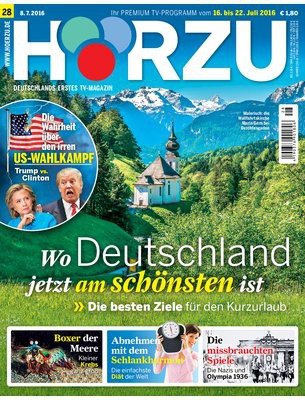 28
8.7.2016
Ihr PREMIUM TV-PROGRAMM vom 16. bis 22. Juli 2016 € 1,80
WWW.HOERZU.DE
HÖRZU
DEUTSCHLANDS ERSTES TV-MAGAZIN
Die
Wahrheit
über
den irren
US-WAHLKAMPF
Trump vs.
Clinton
Wo Deutschland
jetzt am schönsten ist
Die besten Ziele für den Kurzurlaub
Boxer der
Meere
Kleiner
Krebs
Abnehmen
mit dem
Schlankhormon
Die einfachste
Diät der Welt
Die
missbrauchten
Spiele
Die Nazis und
Olympia 1936